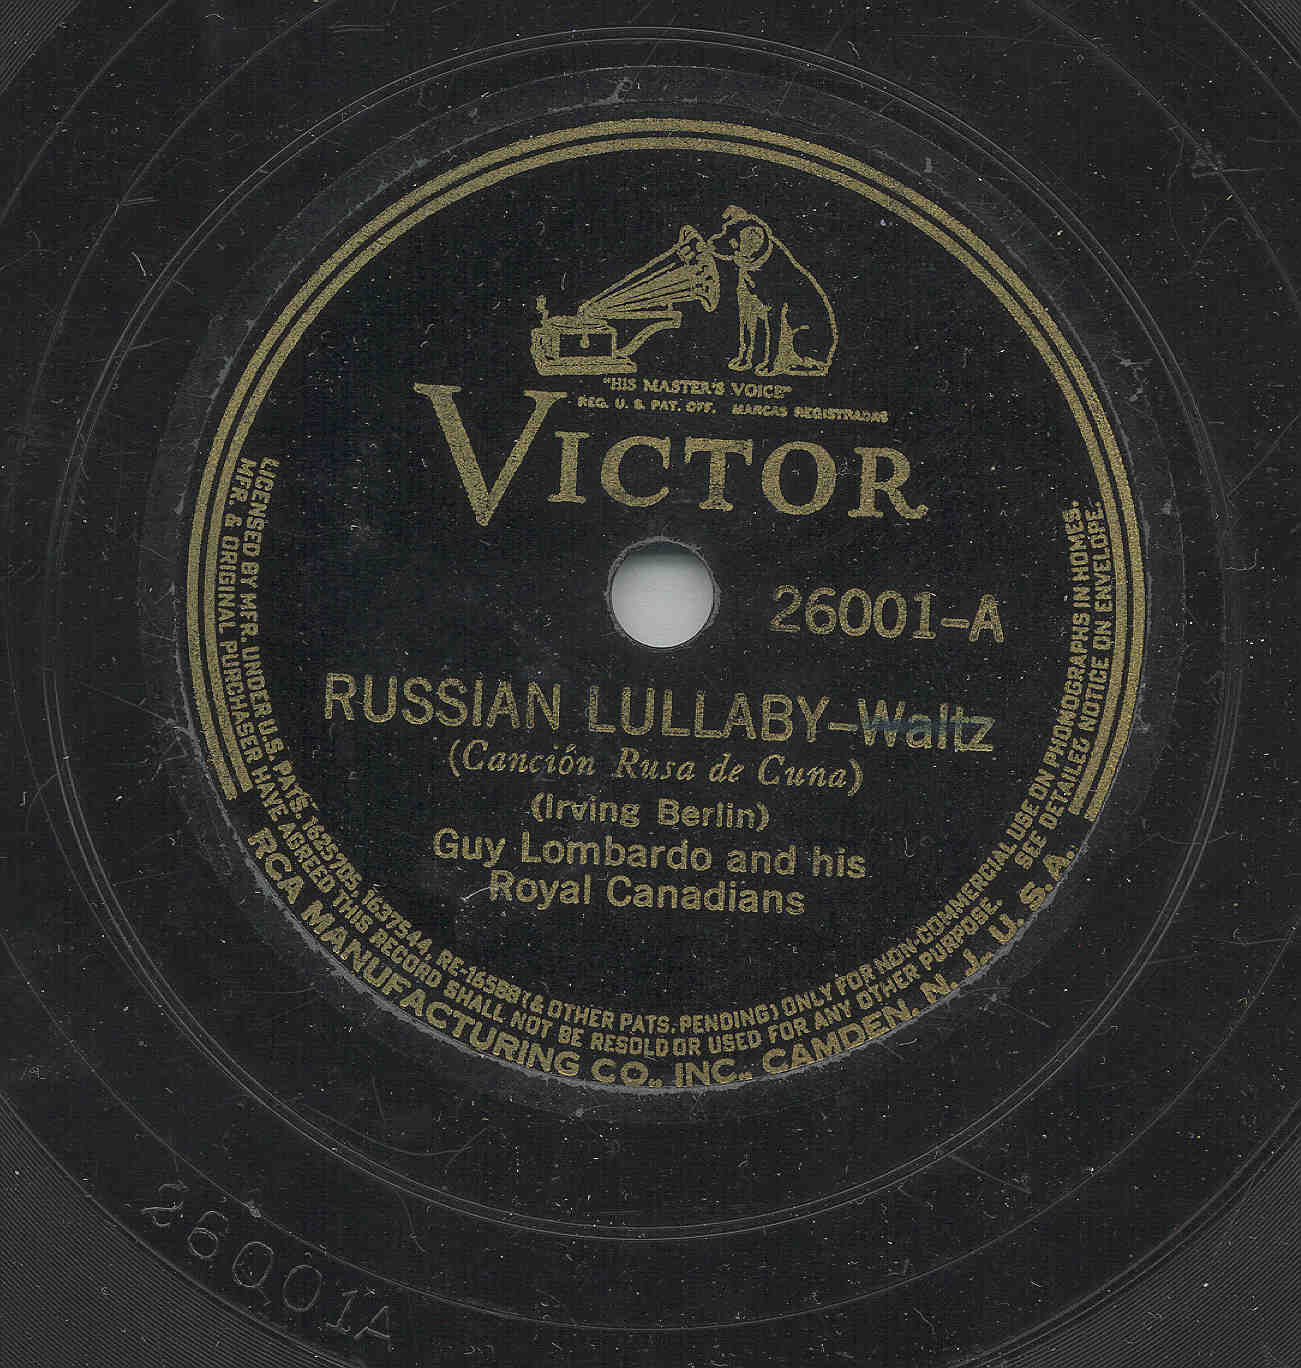 "HIS MASTER'S VOICE"
REG. U. S. PAT. OFF. MARCAS REGISTRADAS
VICTOR
26001-A
RUSSIAN LULLABY-Waltz
(Canción Rusa de Cuna)
(Irving Berlin)
Guy Lombardo and his
Royal Canadians
LICENSED BY MFR. UNDER U.S. PATS. 1625705, 1637544, RE-16588 (& OTHER PATS. PENDING) ONLY FOR NON-COMMERCIAL USE ON PHONOGRAPHS IN HOMES.
MFR. & ORIGINAL PURCHASER HAVE AGREED THIS RECORD SHALL NOT BE RESOLD OR USED FOR ANY OTHER PURPOSE. SEE DETAILED NOTICE ON ENVELOPE.
RCA MANUFACTURING CO., INC., CAMDEN, N. J., U. S. A.
26001A